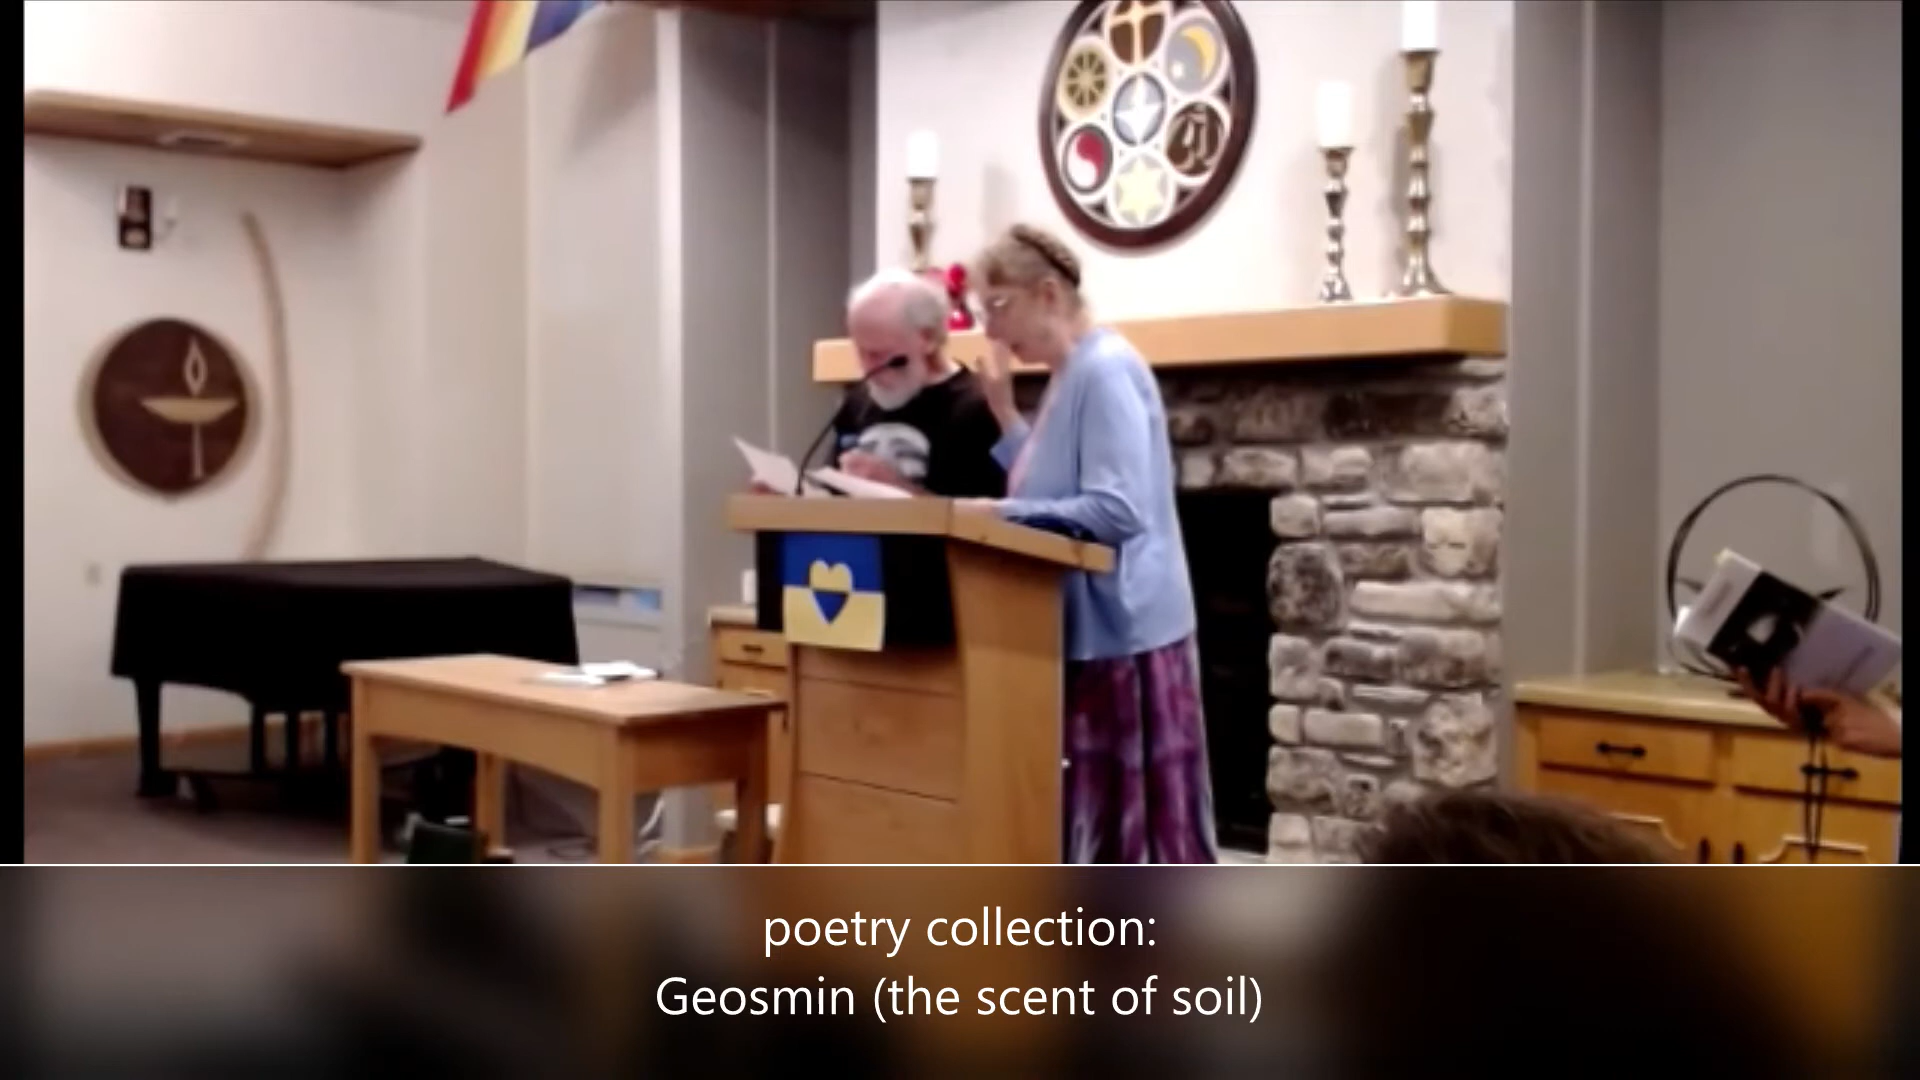 poetry collection:
Geosmin (the scent of soil)